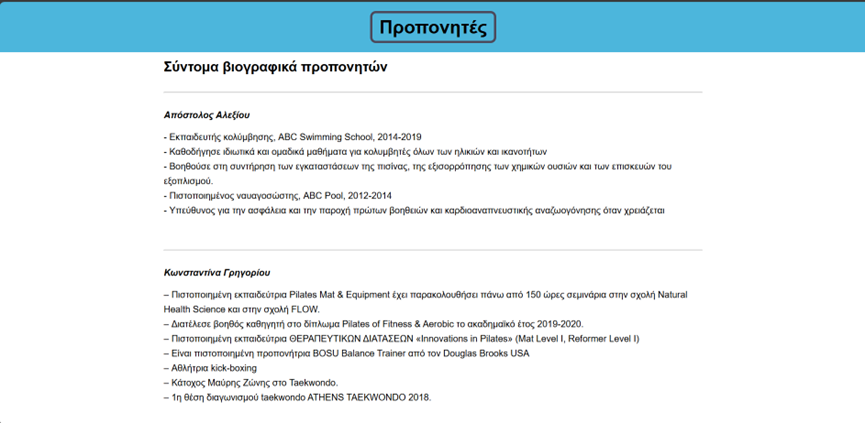 Προπονητές
Σύντομα βιογραφικά προπονητών
Απόστολος Αλεξίου
- Εκπαιδευτής κολύμβησης, ABC Swimming School, 2014-2019
- Καθοδήγησε ιδιωτικά και ομαδικά μαθήματα για κολυμβητές όλων των ηλικιών και ικανοτήτων
- Βοηθούσε στη συντήρηση των εγκαταστάσεων της πισίνας, της εξισορρόπησης των χημικών ουσιών και των επισκευών του
εξοπλισμού.
- Πιστοποιημένος ναυαγοσώστης, ABC Pool, 2012-2014
- Υπεύθυνος για την ασφάλεια και την παροχή πρώτων βοηθειών και καρδιοαναπνευστικής αναζωογόνησης όταν χρειάζεται
Κωνσταντίνα Γρηγορίου
– Πιστοποιημένη εκπαιδεύτρια Pilates Mat & Equipment έχει παρακολουθήσει πάνω από 150 ώρες σεμινάρια στην σχολή Natural
Health Science και στην σχολή FLOW.
– Διατέλεσε βοηθός καθηγητή στο δίπλωμα Pilates of Fitness & Aerobic το ακαδημαϊκό έτος 2019-2020.
– Πιστοποιημένη εκπαιδεύτρια ΘΕΡΑΠΕΥΤΙΚΩΝ ΔΙΑΤΑΣΕΩΝ «Innovations in Pilates» (Mat Level I, Reformer Level I)
– Είναι πιστοποιημένη προπονήτρια BOSU Balance Trainer από τον Douglas Brooks USA
– Αθλήτρια kick-boxing
– Κάτοχος Μαύρης Ζώνης στο Taekwondo.
– 1η θέση διαγωνισμού taekwondo ATHENS TAEKWONDO 2018.